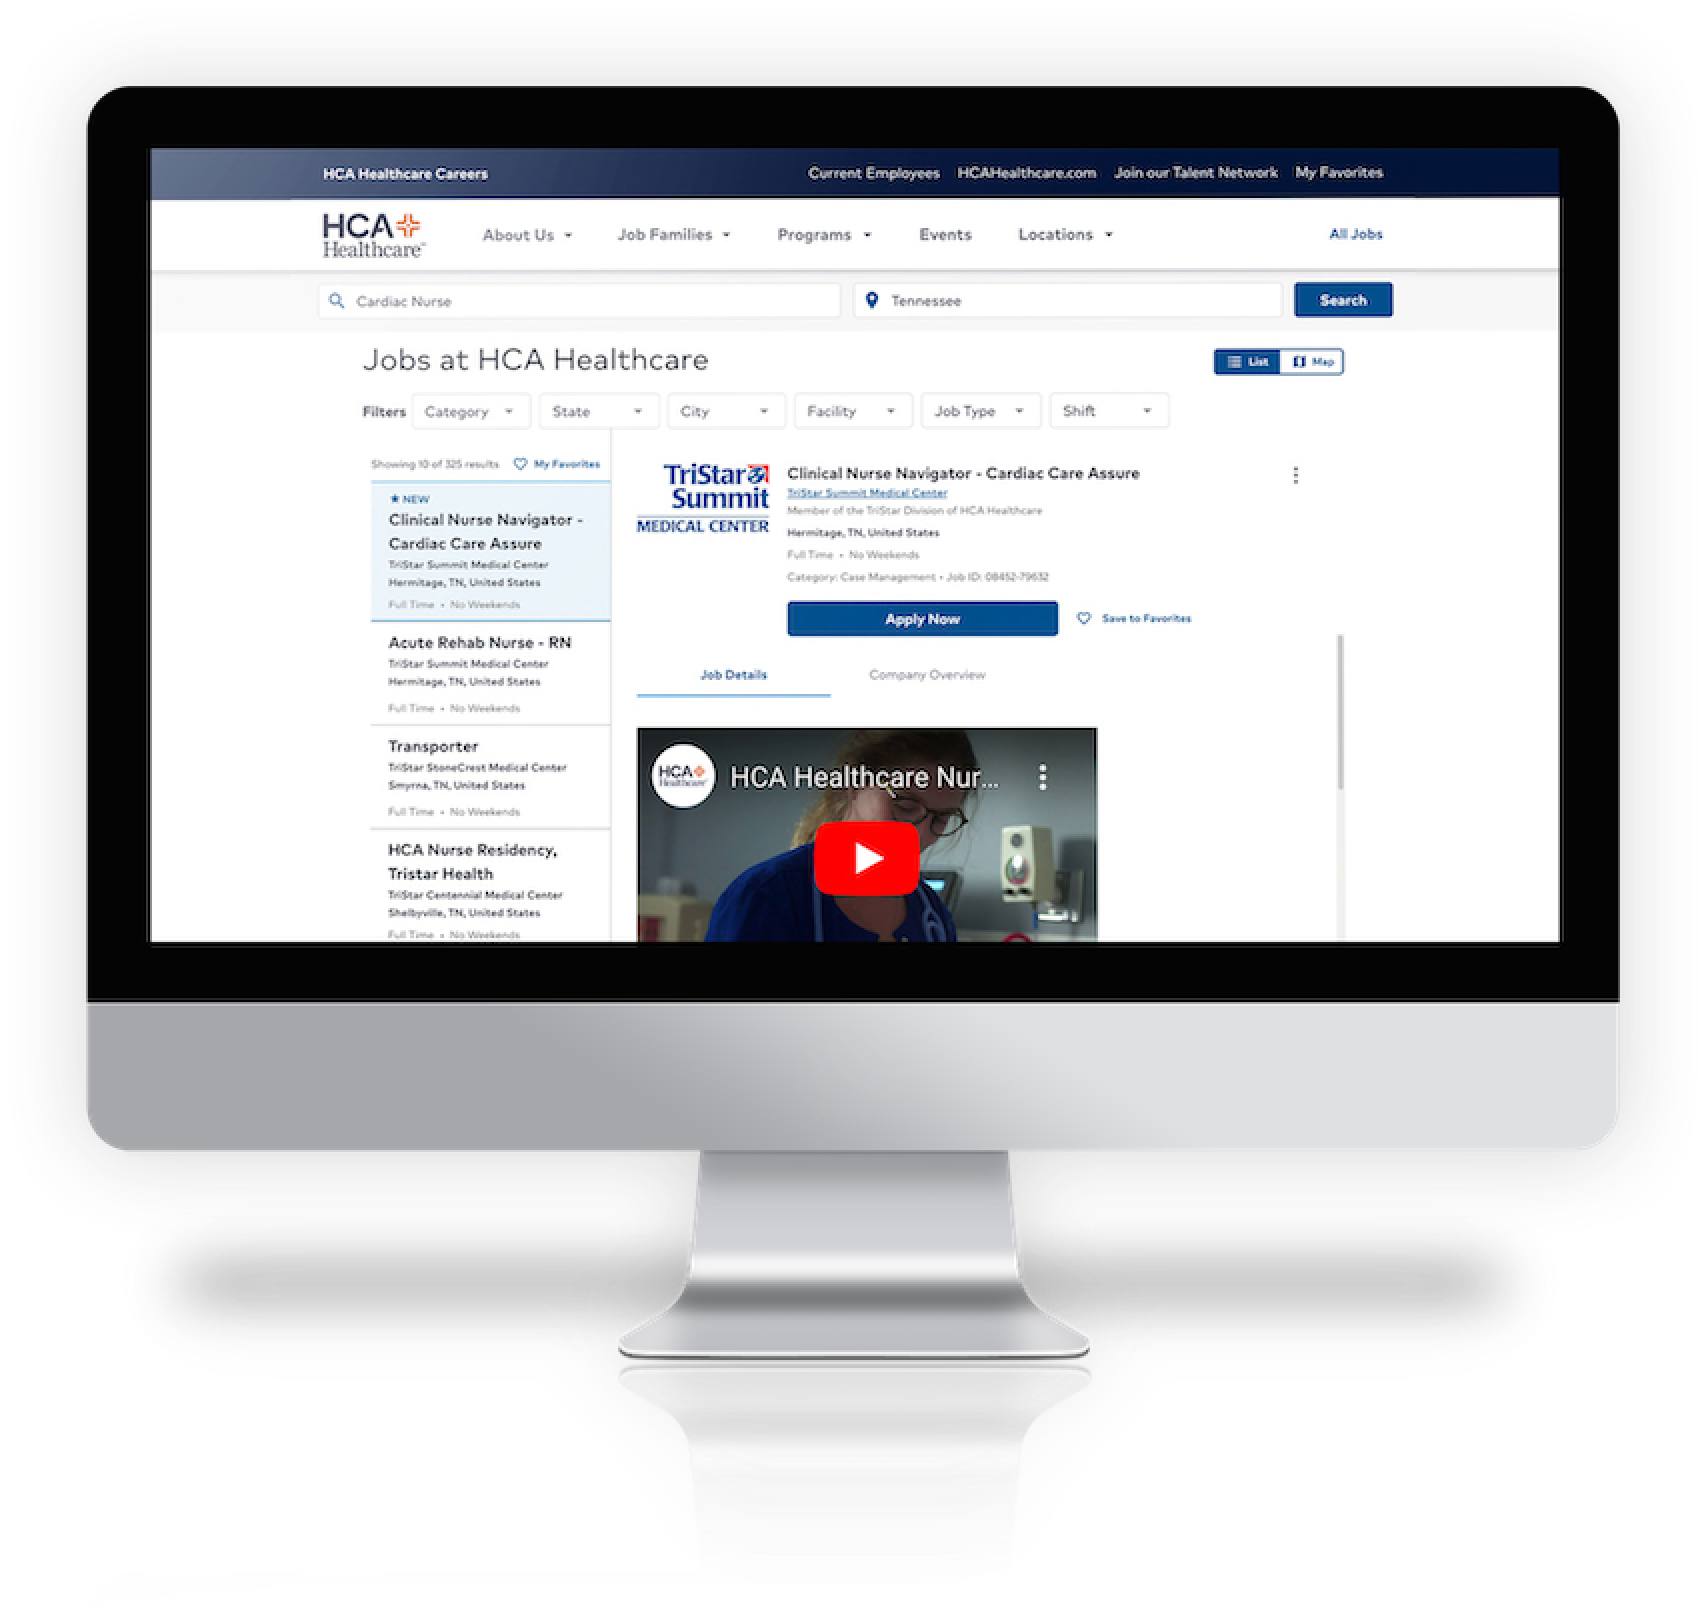 HCA Healthcare Careers
Current Employees HCAHealthcare.com Join our Talent Network My Favorites
HCA
Healthcare™
About Us Job Families Programs Events Locations All Jobs
Cardiac Nurse Tennessee Search
Jobs at HCA Healthcare
List Map
Filters Category State City Facility Job Type Shift
Showing 10 of 325 results My Favorites
★ NEW
Clinical Nurse Navigator -
Cardiac Care Assure
TriStar Summit Medical Center
Hermitage, TN, United States
Full Time • No Weekends
Acute Rehab Nurse - RN
TriStar Summit Medical Center
Hermitage, TN, United States
Full Time • No Weekends
Transporter
TriStar StoneCrest Medical Center
Smyrna, TN, United States
Full Time • No Weekends
HCA Nurse Residency,
Tristar Health
TriStar Centennial Medical Center
Shelbyville, TN, United States
Full Time • No Weekends
TriStar
Summit
MEDICAL CENTER
Clinical Nurse Navigator - Cardiac Care Assure
TriStar Summit Medical Center
Member of the TriStar Division of HCA Healthcare
Hermitage, TN, United States
Full Time • No Weekends
Category: Case Management • Job ID: 08452-79632
Apply Now Save to Favorites
Job Details Company Overview
HCA
Healthcare
HCA Healthcare Nur...